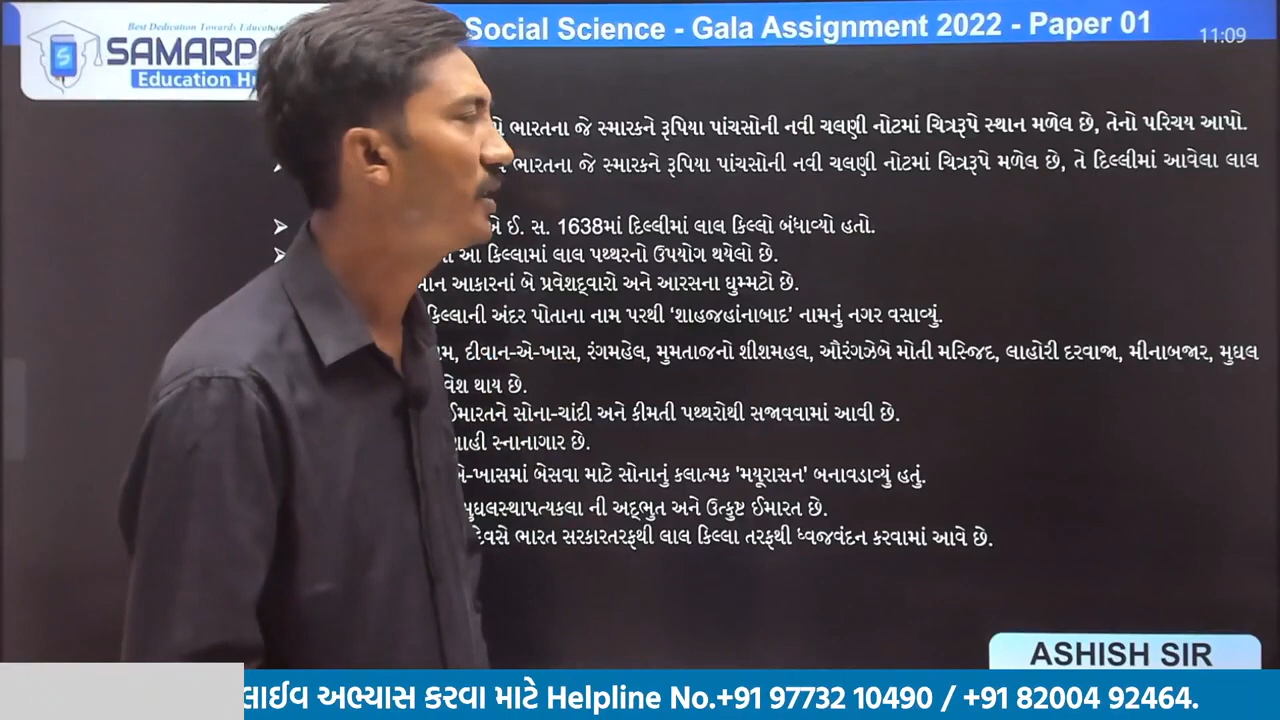 Best Dedication Towards Education
SAMARP
Education Hu
Social Science - Gala Assignment 2022 - Paper 01
11:09
ભારતના જે સ્મારકને રૂપિયા પાંચસોની નવી ચલણી નોટમાં ચિત્રરૂપે સ્થાન મળેલ છે, તેનો પરિચય આપો.
ભારતના જે સ્મારકને રૂપિયા પાંચસોની નવી ચલણી નોટમાં ચિત્રરૂપે મળેલ છે, તે દિલ્લીમાં આવેલા લાલ
ઈ. સ. 1638માં દિલ્લીમાં લાલ કિલ્લો બંધાવ્યો હતો.
આ કિલ્લામાં લાલ પથ્થરનો ઉપયોગ થયેલો છે.
આકારનાં બે પ્રવેશદ્વારો અને આરસના ઘુમ્મટો છે.
કિલ્લાની અંદર પોતાના નામ પરથી ‘શાહજહાંનાબાદ’ નામનું નગર વસાવ્યું.
દીવાન-એ-ખાસ, રંગમહેલ, મુમતાજનો શીશમહલ, ઔરંગઝેબે મોતી મસ્જિદ, લાહોરી દરવાજા, મીનાબજાર, મુઘલ
થાય છે.
ઈમારતને સોના-ચાંદી અને કીમતી પથ્થરોથી સજાવવામાં આવી છે.
સ્નાનાગાર છે.
એ-ખાસમાં બેસવા માટે સોનાનું કલાત્મક 'મયૂરાસન' બનાવડાવ્યું હતું.
મુઘલસ્થાપત્યકલા ની અદ્ભુત અને ઉત્કૃષ્ટ ઈમારત છે.
ભારત સરકારતરફથી લાલ કિલ્લા તરફથી ધ્વજવંદન કરવામાં આવે છે.
ASHISH SIR
લાઈવ અભ્યાસ કરવા માટે Helpline No.+91 97732 10490 / +91 82004 92464.